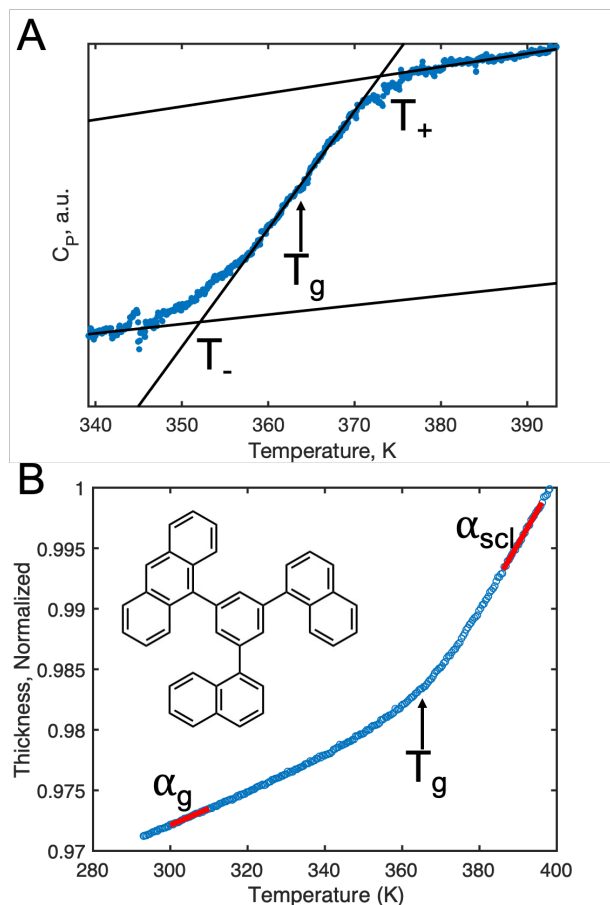 A
C_P, a.u.
T_+
T_g
T_-
340 350 360 370 380 390
Temperature, K
B
Thickness, Normalized
1
0.995
0.99
0.985
0.98
0.975
0.97
α_scl
α_g
T_g
280 300 320 340 360 380 400
Temperature (K)